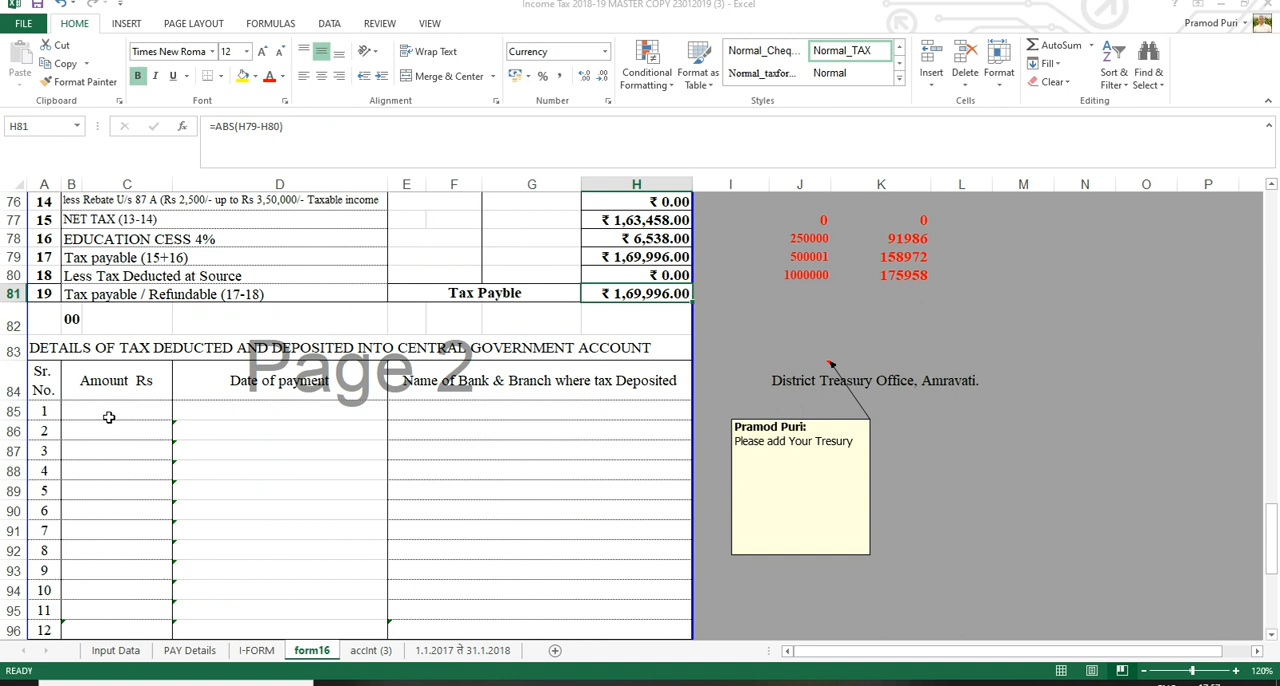 Income Tax 2018-19 MASTER COPY 23012019 (3) - Excel
FILE HOME INSERT PAGE LAYOUT FORMULAS DATA REVIEW VIEW Pramod Puri
Paste Cut Copy Format Painter Clipboard
Times New Roma 12 B I U Font
Wrap Text Merge & Center Alignment
Currency % , Number
Conditional Formatting Format as Table
Normal_Cheq... Normal_TAX
Normal_taxfor... Normal
Styles
Insert Delete Format Cells
AutoSum Fill Clear Sort & Filter Find & Select Editing
H81 fx =ABS(H79-H80)
A B C D E F G H I J K L M N O P
76 14 less Rebate U/s 87 A (Rs 2,500/- up to Rs 3,50,000/- Taxable income ₹ 0.00
77 15 NET TAX (13-14) ₹ 1,63,458.00 0 0
78 16 EDUCATION CESS 4% ₹ 6,538.00 250000 91986
79 17 Tax payable (15+16) ₹ 1,69,996.00 500001 158972
80 18 Less Tax Deducted at Source ₹ 0.00 1000000 175958
81 19 Tax payable / Refundable (17-18) Tax Payble ₹ 1,69,996.00
82 00
83 DETAILS OF TAX DEDUCTED AND DEPOSITED INTO CENTRAL GOVERNMENT ACCOUNT
Page 2
84 Sr. No. Amount Rs Date of payment Name of Bank & Branch where tax Deposited District Treasury Office, Amravati.
85 1
86 2
87 3
88 4
89 5
90 6
91 7
92 8
93 9
94 10
95 11
96 12
Pramod Puri:
Please add Your Tresury
Input Data PAY Details I-FORM form16 accInt (3) 1.1.2017 ते 31.1.2018
READY 120%